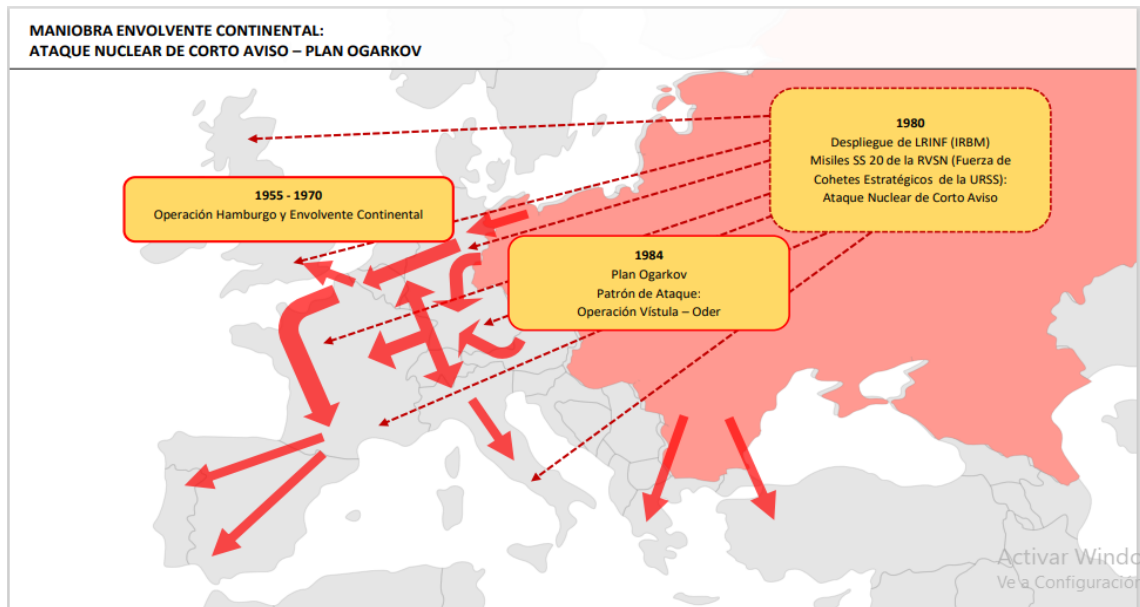 MANIOBRA ENVOLVENTE CONTINENTAL:
ATAQUE NUCLEAR DE CORTO AVISO – PLAN OGARKOV
1980
Despliegue de LRINF (IRBM)
Misiles SS 20 de la RVSN (Fuerza de
Cohetes Estratégicos de la URSS):
Ataque Nuclear de Corto Aviso
1955 - 1970
Operación Hamburgo y Envolvente Continental
1984
Plan Ogarkov
Patrón de Ataque:
Operación Vístula – Oder
Activar Windo
Ve a Configuración